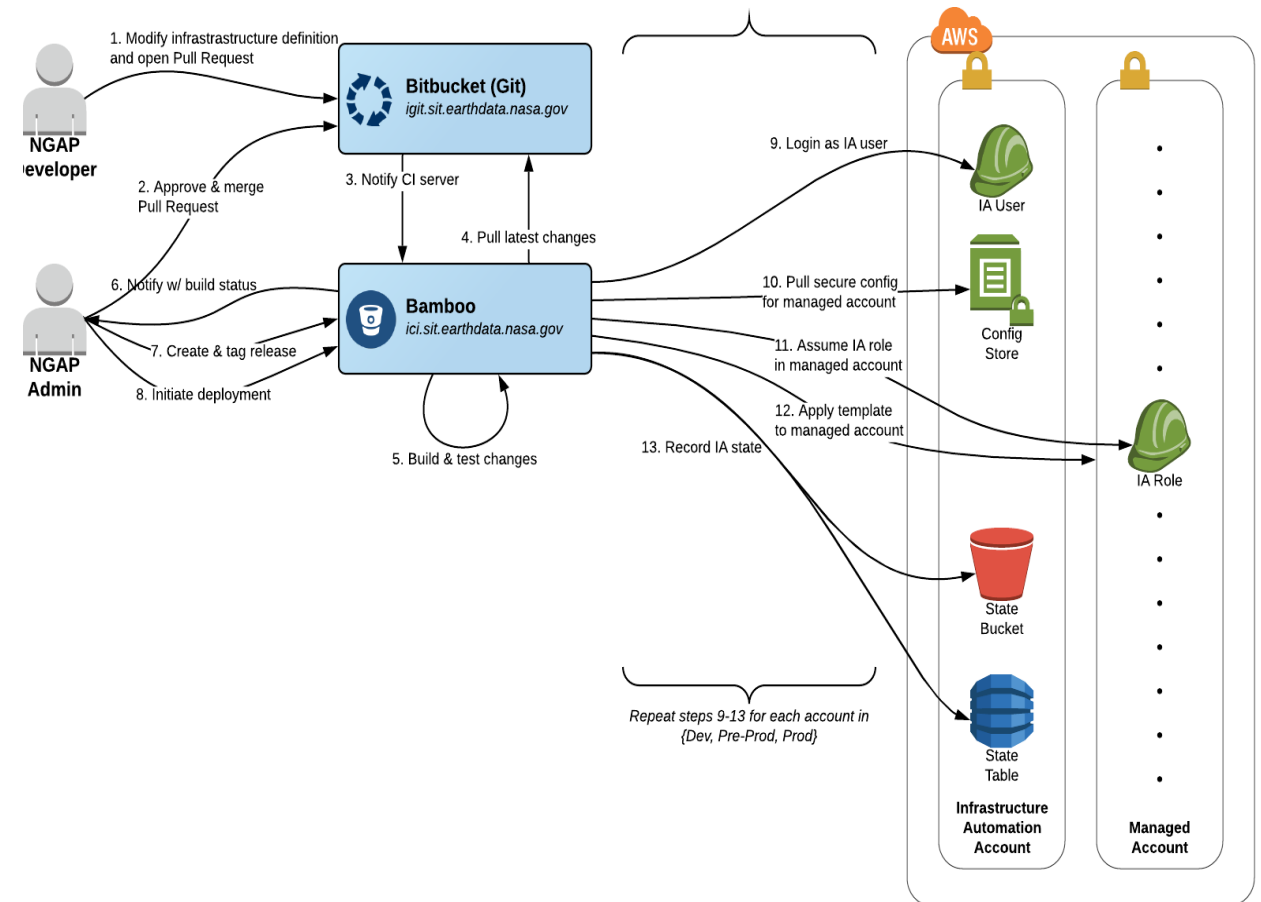 1. Modify infrastrastructure definition
and open Pull Request
AWS
Bitbucket (Git)
igit.sit.earthdata.nasa.gov
NGAP
eveloper
9. Login as IA user
3. Notify CI server
2. Approve & merge
Pull Request
IA User
4. Pull latest changes
6. Notify w/ build status
10. Pull secure config
for managed account
Bamboo
ici.sit.earthdata.nasa.gov
Config
Store
7. Create & tag release
11. Assume IA role
in managed account
NGAP
Admin
8. Initiate deployment
12. Apply template
to managed account
13. Record IA state
5. Build & test changes
IA Role
State
Bucket
Repeat steps 9-13 for each account in
{Dev, Pre-Prod, Prod}
State
Table
Infrastructure
Automation
Account
Managed
Account